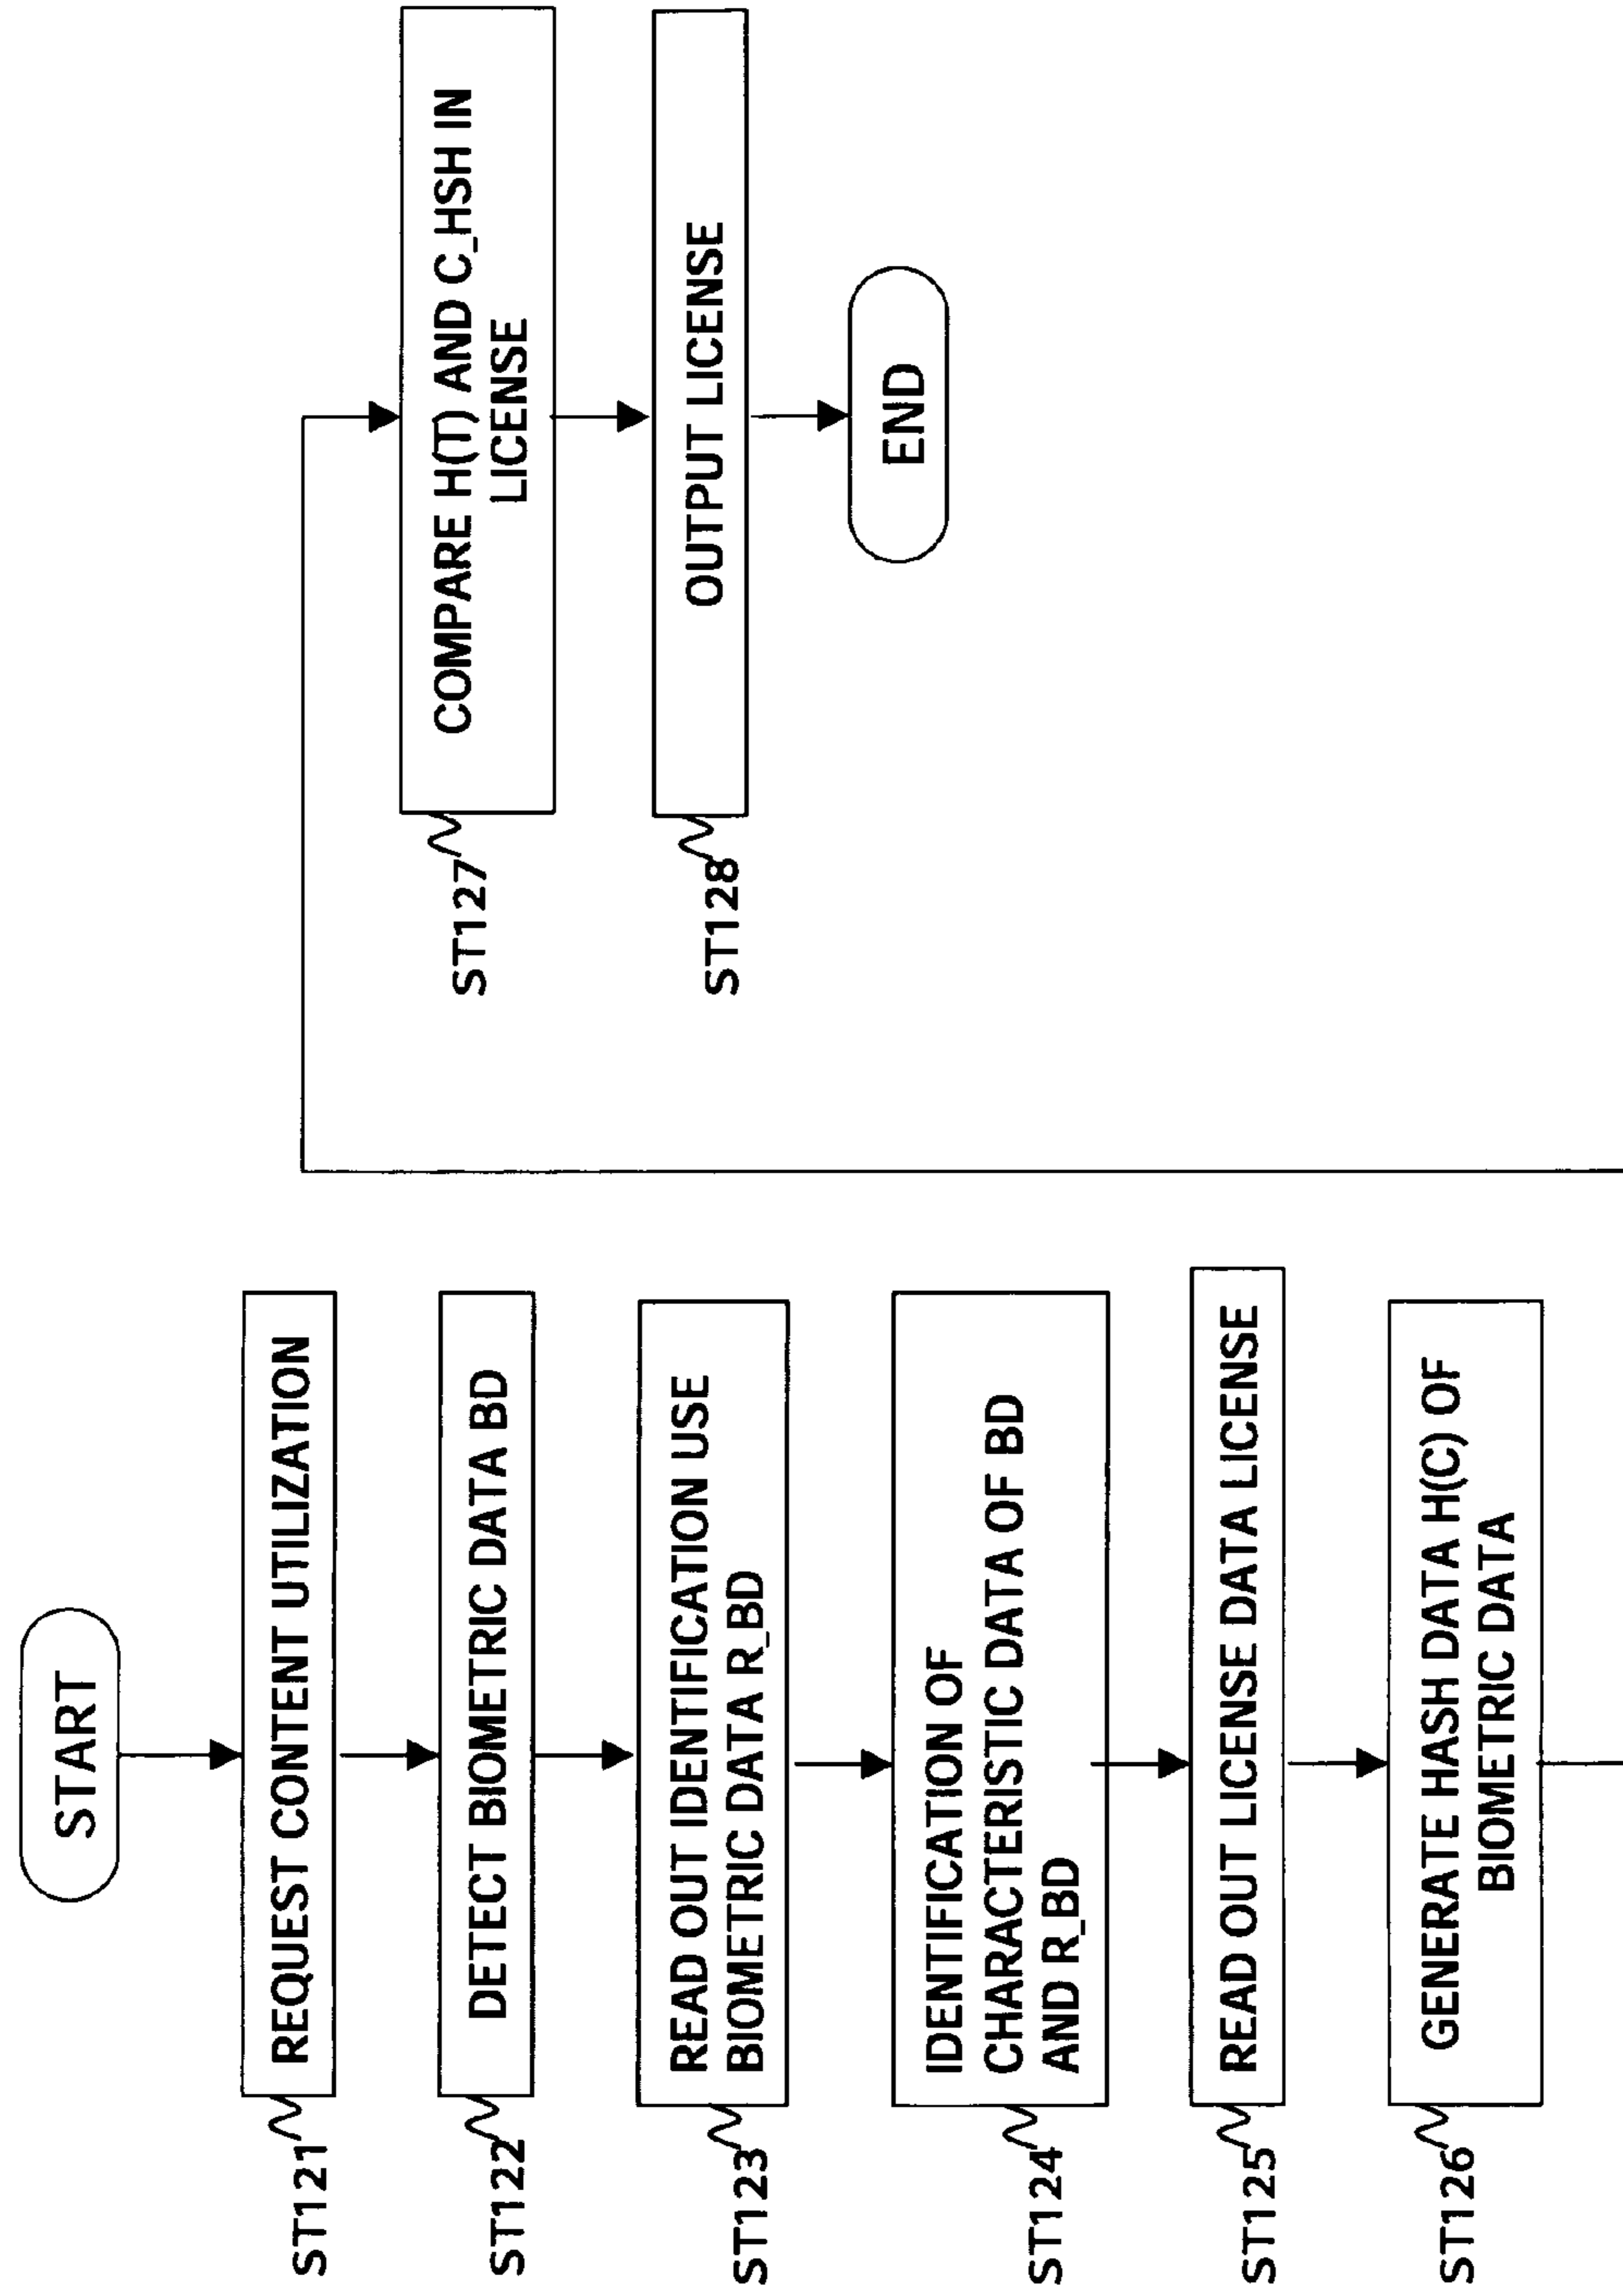 START
ST121
REQUEST CONTENT UTILIZATION
ST122
DETECT BIOMETRIC DATA BD
ST123
READ OUT IDENTIFICATION USE
BIOMETRIC DATA R_BD
ST124
IDENTIFICATION OF
CHARACTERISTIC DATA OF BD
AND R_BD
ST125
READ OUT LICENSE DATA LICENSE
ST126
GENERATE HASH DATA H(C) OF
BIOMETRIC DATA
ST127
COMPARE H(T) AND C_HSH IN
LICENSE
ST128
OUTPUT LICENSE
END